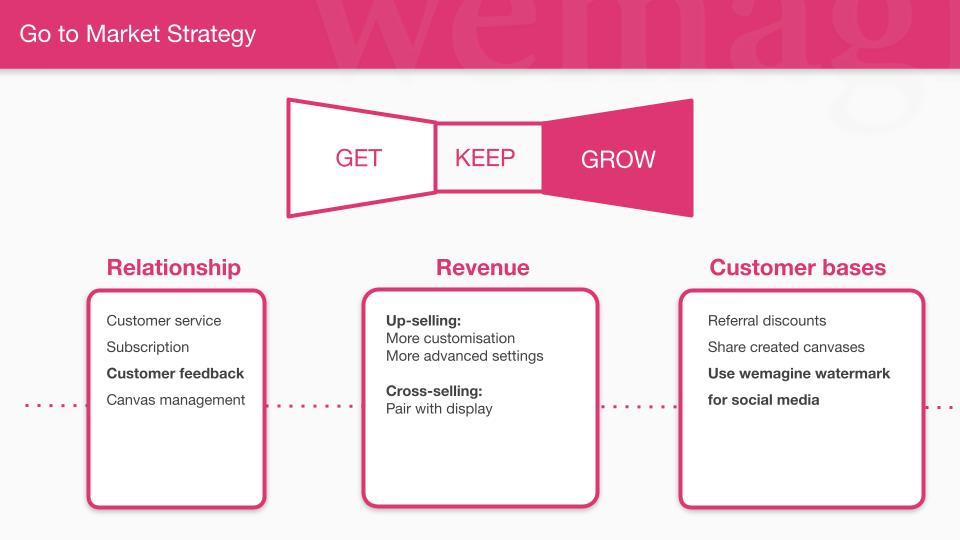 Go to Market Strategy
wemagi
GET
KEEP
GROW
Relationship
Customer service
Subscription
Customer feedback
Canvas management
Revenue
Up-selling:
More customisation
More advanced settings
Cross-selling:
Pair with display
Customer bases
Referral discounts
Share created canvases
Use wemagine watermark
for social media